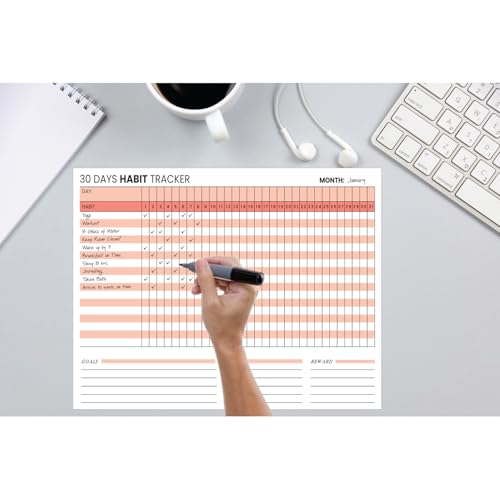 30 DAYS HABIT TRACKER
MONTH: January
DAY:
HABIT 1 2 3 4 5 6 7 8 9 10 11 12 13 14 15 16 17 18 19 20 21 22 23 24 25 26 27 28 29 30 31
Yoga
Workout
8 Glass of Water
Keep Room Clean!
Wake up by 7
Breakfast on Time
Sleep 8 hrs
Journaling
Taken Bath
Arrive to work on time
GOALS
REWARD